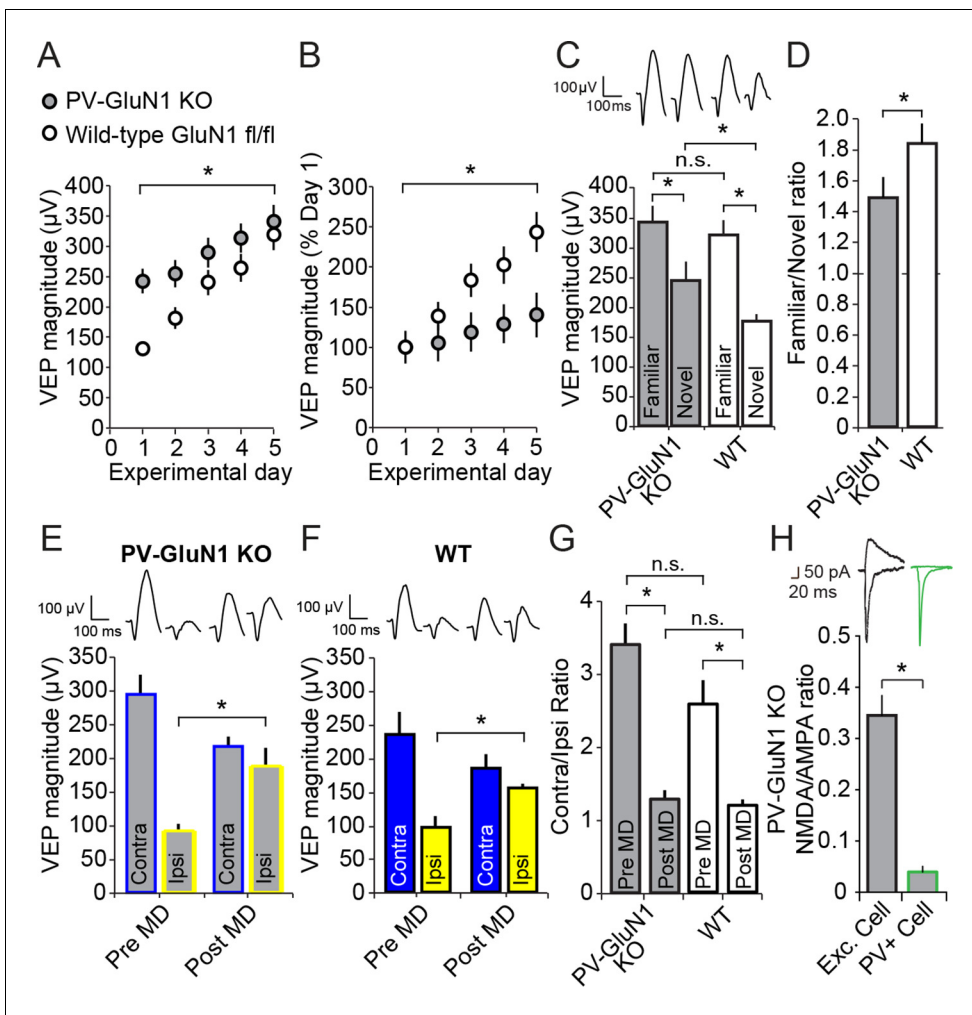 A
PV-GluN1 KO
Wild-type GluN1 fl/fl
*
VEP magnitude (µV)
400
350
300
250
200
150
100
50
0
0 1 2 3 4 5
Experimental day
B
*
VEP magnitude (% Day 1)
300
250
200
150
100
50
0
0 1 2 3 4 5
Experimental day
C
100 µV
100 ms
*
n.s.
*
*
VEP magnitude (µV)
400
350
300
250
200
150
100
50
0
Familiar
Novel
Familiar
Novel
PV-GluN1
KO
WT
D
*
Familiar/Novel ratio
2.0
1.8
1.6
1.4
1.2
1.0
0.8
0.6
0.4
0.2
0
PV-GluN1
KO
WT
E
PV-GluN1 KO
100 µV
100 ms
*
VEP magnitude (µV)
350
300
250
200
150
100
50
0
Contra
Ipsi
Contra
Ipsi
Pre MD
Post MD
F
WT
100 µV
100 ms
*
VEP magnitude (µV)
350
300
250
200
150
100
50
0
Contra
Ipsi
Contra
Ipsi
Pre MD
Post MD
G
n.s.
*
n.s.
*
Contra/Ipsi Ratio
4
3
2
1
0
Pre MD
Post MD
Pre MD
Post MD
PV-GluN1
KO
WT
H
50 pA
20 ms
*
PV-GluN1 KO
NMDA/AMPA ratio
0.5
0.4
0.3
0.2
0.1
0
Exc. Cell
PV+ Cell